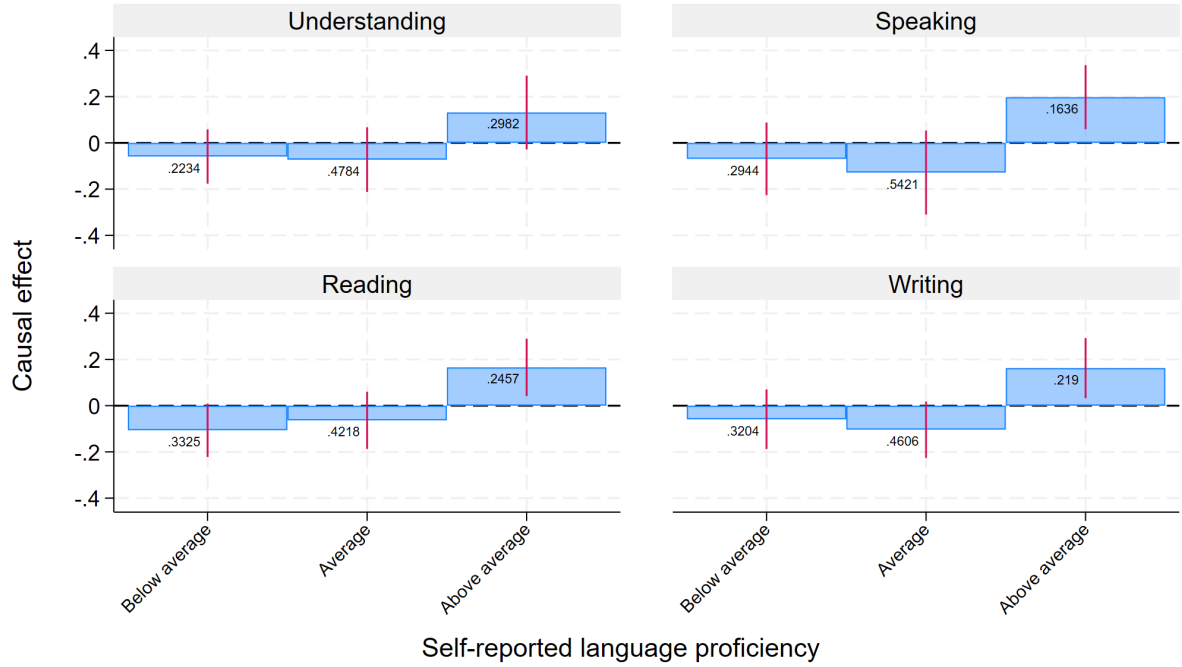 Understanding
Speaking
.4
.2
0
-.2
-.4
.2234
.4784
.2982
.2944
.5421
.1636
Causal effect
Reading
Writing
.4
.2
0
-.2
-.4
.3325
.4218
.2457
.3204
.4606
.219
Below average
Average
Above average
Below average
Average
Above average
Self-reported language proficiency